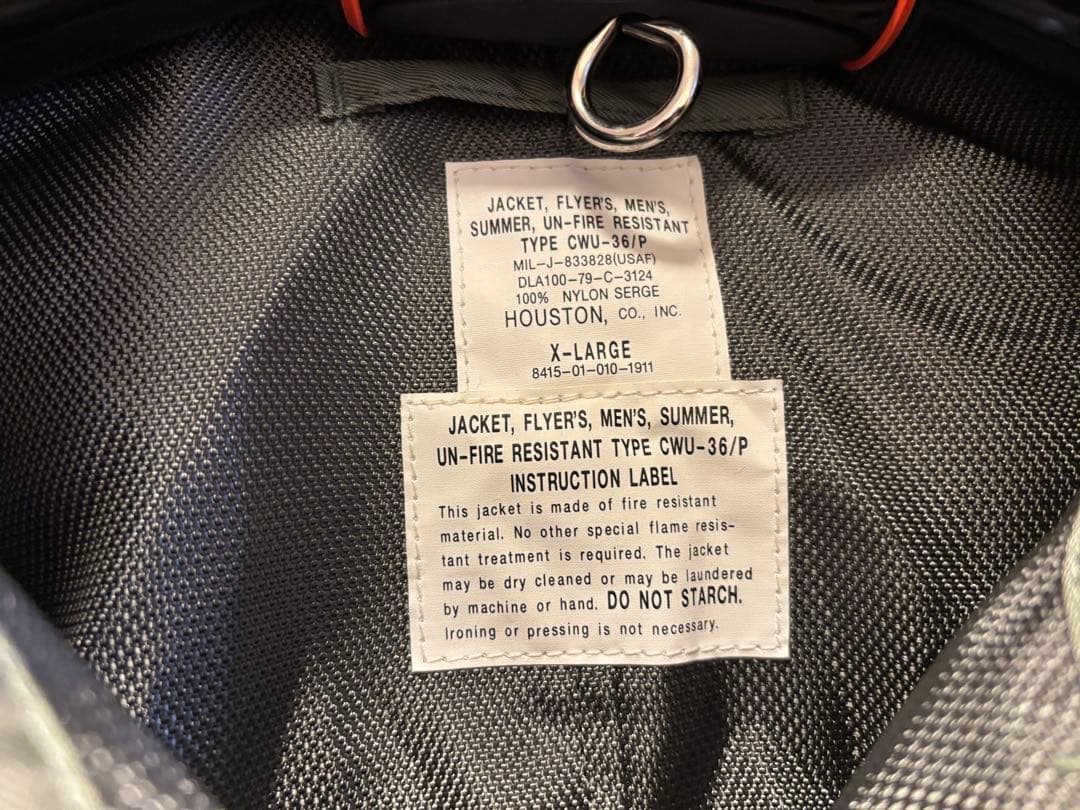 JACKET, FLYER'S, MEN'S,
SUMMER, UN-FIRE RESISTANT
TYPE CWU-36/P
MIL-J-833828(USAF)
DLA100-79-C-3124
100% NYLON SERGE
HOUSTON, CO., INC.
X-LARGE
8415-01-010-1911
JACKET, FLYER'S, MEN'S, SUMMER,
UN-FIRE RESISTANT TYPE CWU-36/P
INSTRUCTION LABEL
This jacket is made of fire resistant
material. No other special flame resis-
tant treatment is required. The jacket
may be dry cleaned or may be laundered
by machine or hand. DO NOT STARCH.
Ironing or pressing is not necessary.